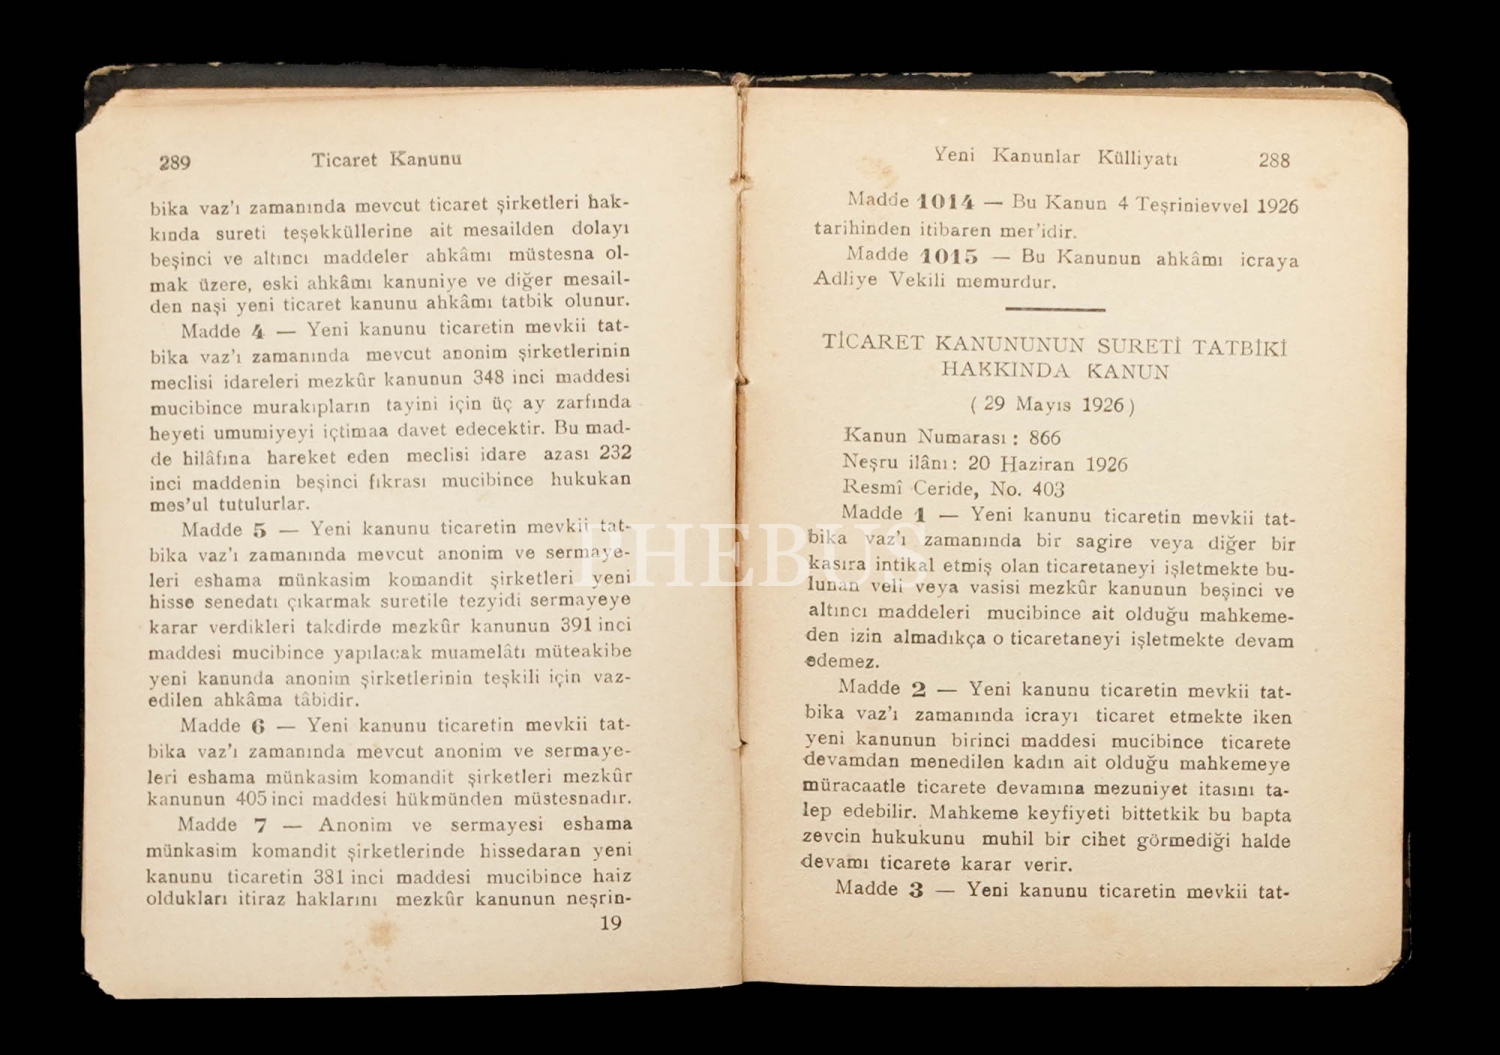 Yeni Kanunlar Külliyatı 288
Madde 1014 — Bu Kanun 4 Teşrinievvel 1926
tarihinden itibaren mer'idir.
Madde 1015 — Bu Kanunun ahkâmı icraya
Adliye Vekili memurdur.
TİCARET KANUNUNUN SURETİ TATBİKİ
HAKKINDA KANUN
( 29 Mayıs 1926 )
Kanun Numarası : 866
Neşru ilânı : 20 Haziran 1926
Resmî Ceride, No. 403
Madde 1 — Yeni kanunu ticaretin mevkii tat-
bika vaz'ı zamanında bir sagire veya diğer bir
kasıra intikal etmiş olan ticaretaneyi işletmekte bu-
lunan veli veya vasisi mezkûr kanunun beşinci ve
altıncı maddeleri mucibince ait olduğu mahkeme-
den izin almadıkça o ticaretaneyi işletmekte devam
edemez.
Madde 2 — Yeni kanunu ticaretin mevkii tat-
bika vaz'ı zamanında icrayı ticaret etmekte iken
yeni kanunun birinci maddesi mucibince ticarete
devamdan menedilen kadın ait olduğu mahkemeye
müracaatle ticarete devamına mezuniyet itasını ta-
lep edebilir. Mahkeme keyfiyeti bittetkik bu bapta
zevcin hukukunu muhil bir cihet görmediği halde
devamı ticarete karar verir.
Madde 3 — Yeni kanunu ticaretin mevkii tat-
289 Ticaret Kanunu
bika vaz'ı zamanında mevcut ticaret şirketleri hak-
kında sureti teşekküllerine ait mesailden dolayı
beşinci ve altıncı maddeler ahkâmı müstesna ol-
mak üzere, eski ahkâmı kanuniye ve diğer mesail-
den naşi yeni ticaret kanunu ahkâmı tatbik olunur.
Madde 4 — Yeni kanunu ticaretin mevkii tat-
bika vaz'ı zamanında mevcut anonim şirketlerinin
meclisi idareleri mezkûr kanunun 348 inci maddesi
mucibince murakıpların tayini için üç ay zarfında
heyeti umumiyeyi içtimaa davet edecektir. Bu mad-
de hilâfına hareket eden meclisi idare azası 232
inci maddenin beşinci fıkrası mucibince hukukan
mes'ul tutulurlar.
Madde 5 — Yeni kanunu ticaretin mevkii tat-
bika vaz'ı zamanında mevcut anonim ve sermaye-
leri eshama münkasim komandit şirketleri yeni
hisse senedatı çıkarmak suretile tezyidi sermayeye
karar verdikleri takdirde mezkûr kanunun 391 inci
maddesi mucibince yapılacak muamelâtı müteakibe
yeni kanunda anonim şirketlerinin teşkili için vaz-
edilen ahkâma tâbidir.
Madde 6 — Yeni kanunu ticaretin mevkii tat-
bika vaz'ı zamanında mevcut anonim ve sermaye-
leri eshama münkasim komandit şirketleri mezkûr
kanunun 405 inci maddesi hükmünden müstesnadır.
Madde 7 — Anonim ve sermayesi eshama
münkasim komandit şirketlerinde hissedaran yeni
kanunu ticaretin 381 inci maddesi mucibince haiz
oldukları itiraz haklarını mezkûr kanunun neşrin-
19
PHEBUS